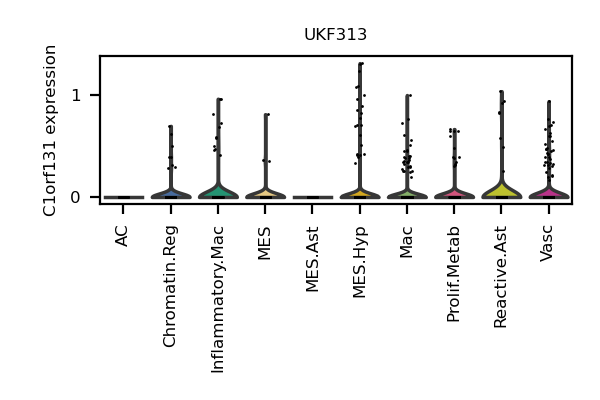 UKF313
C1orf131 expression
1
0
AC
Chromatin.Reg
Inflammatory.Mac
MES
MES.Ast
MES.Hyp
Mac
Prolif.Metab
Reactive.Ast
Vasc